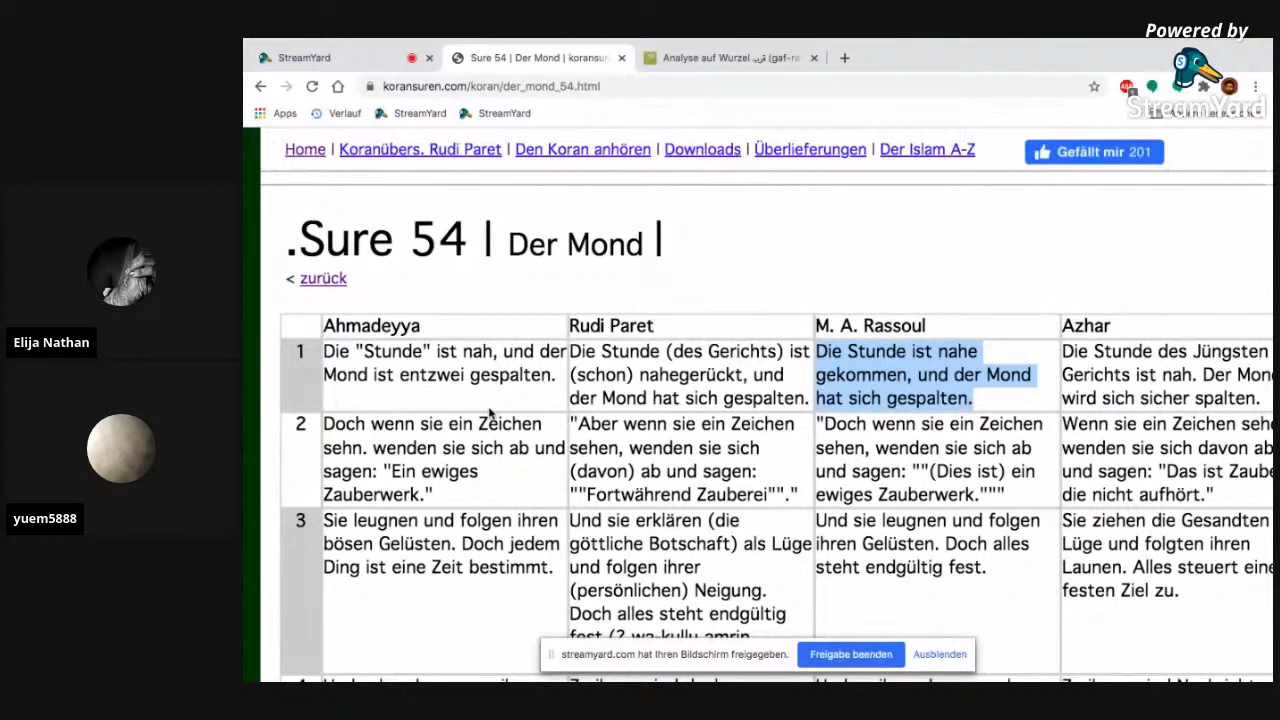 Powered by
StreamYard
StreamYard
Sure 54 | Der Mond | koransuren
Analyse auf Wurzel قرب (qaf-ra
koransuren.com/koran/der_mond_54.html
Apps
Verlauf
StreamYard
StreamYard
Home | Koranübers. Rudi Paret | Den Koran anhören | Downloads | Überlieferungen | Der Islam A-Z
Gefällt mir 201
.Sure 54 | Der Mond |
< zurück
Ahmadeyya
Rudi Paret
M. A. Rassoul
Azhar
1
Die "Stunde" ist nah, und der
Mond ist entzwei gespalten.
Die Stunde (des Gerichts) ist
(schon) nahegerückt, und
der Mond hat sich gespalten.
Die Stunde ist nahe
gekommen, und der Mond
hat sich gespalten.
Die Stunde des Jüngsten
Gerichts ist nah. Der Mon
wird sich sicher spalten.
2
Doch wenn sie ein Zeichen
sehn. wenden sie sich ab und
sagen: "Ein ewiges
Zauberwerk."
"Aber wenn sie ein Zeichen
sehen, wenden sie sich
(davon) ab und sagen:
""Fortwährend Zauberei""."
"Doch wenn sie ein Zeichen
sehen, wenden sie sich ab
und sagen: ""(Dies ist) ein
ewiges Zauberwerk."""
Wenn sie ein Zeichen seh
wenden sie sich davon ab
und sagen: "Das ist Zaube
die nicht aufhört."
3
Sie leugnen und folgen ihren
bösen Gelüsten. Doch jedem
Ding ist eine Zeit bestimmt.
Und sie erklären (die
göttliche Botschaft) als Lüge
und folgen ihrer
(persönlichen) Neigung.
Doch alles steht endgültig
fest (? wa-kullu amrin
Und sie leugnen und folgen
ihren Gelüsten. Doch alles
steht endgültig fest.
Sie ziehen die Gesandten
Lüge und folgten ihren
Launen. Alles steuert eine
festen Ziel zu.
streamyard.com hat Ihren Bildschirm freigegeben.
Freigabe beenden
Ausblenden
Elija Nathan
yuem5888